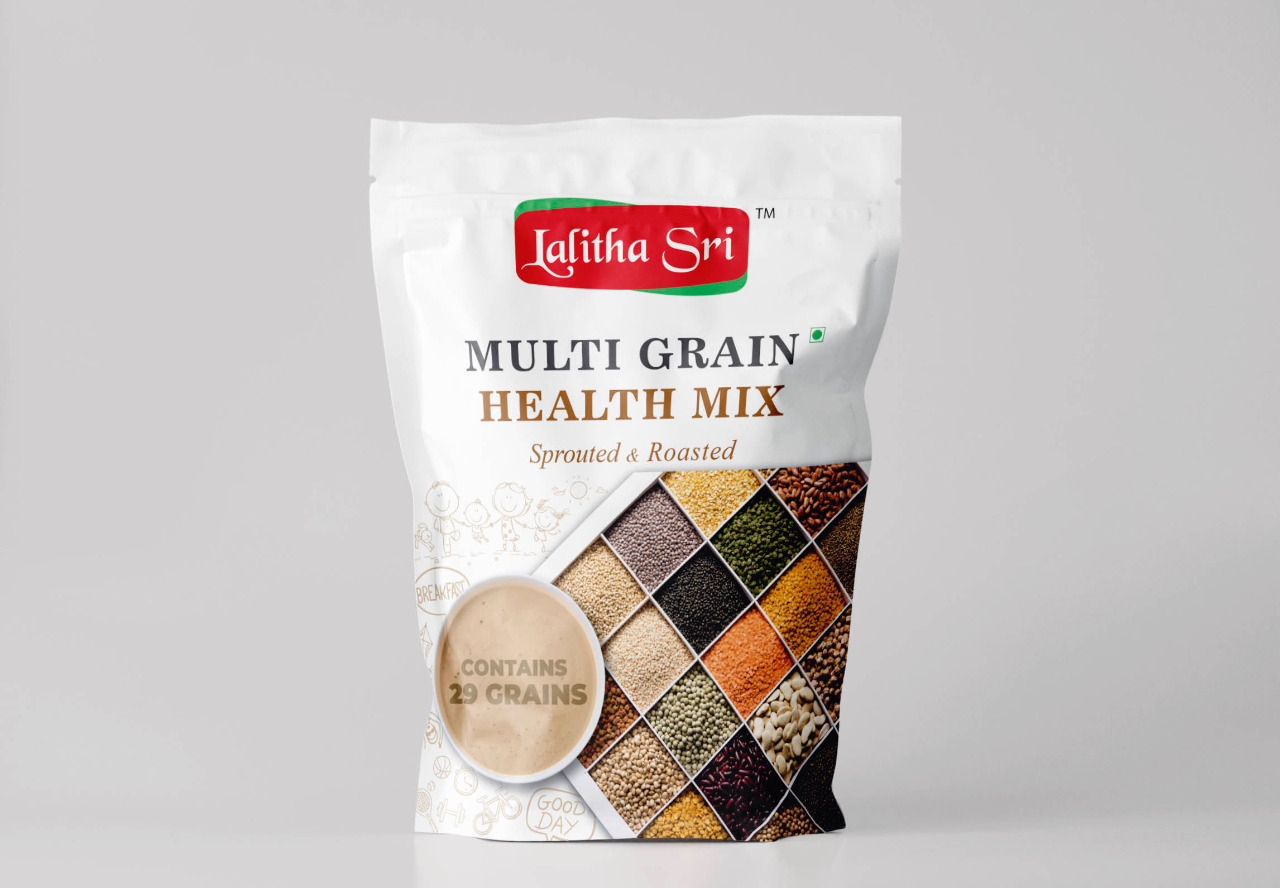 Lalitha Sri
TM
MULTI GRAIN
HEALTH MIX
Sprouted & Roasted
BREAKFAST
CONTAINS
29 GRAINS
GOOD
DAY